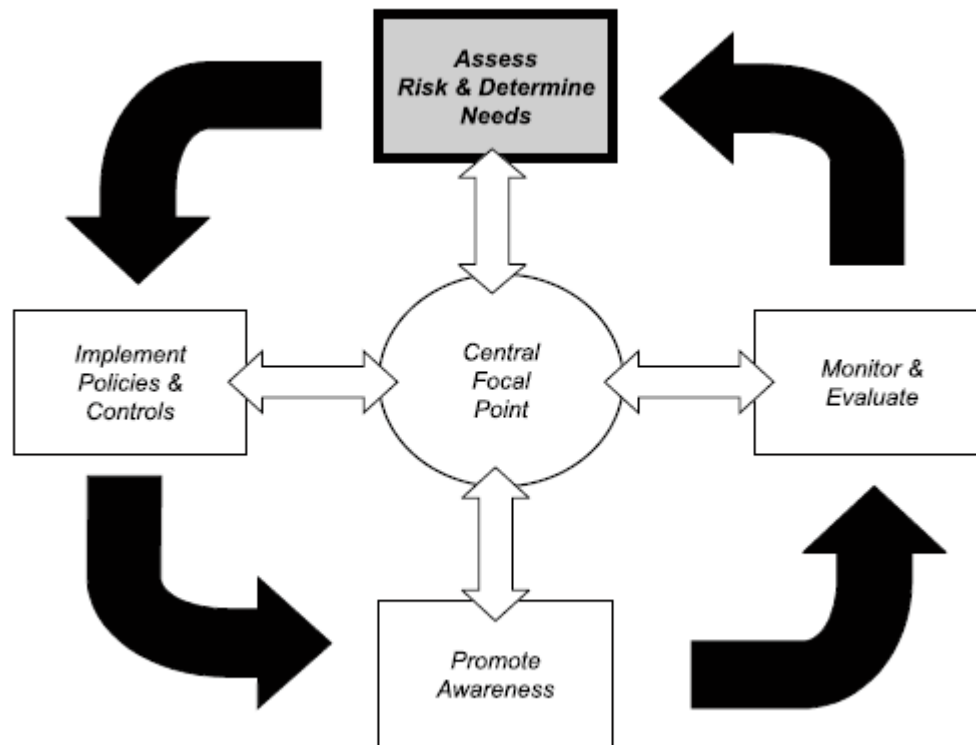 Assess
Risk & Determine
Needs
Implement
Policies &
Controls
Central
Focal
Point
Monitor &
Evaluate
Promote
Awareness